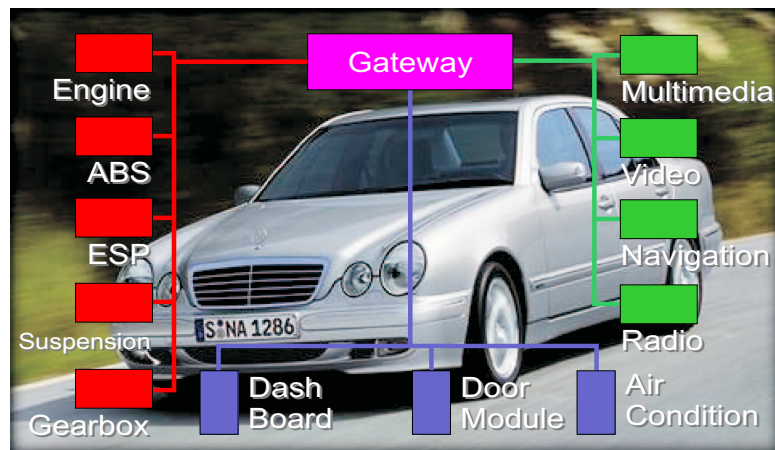 Gateway
Engine
ABS
ESP
Suspension
Gearbox
Multimedia
Video
Navigation
Radio
Dash
Board
Door
Module
Air
Condition
S NA 1286